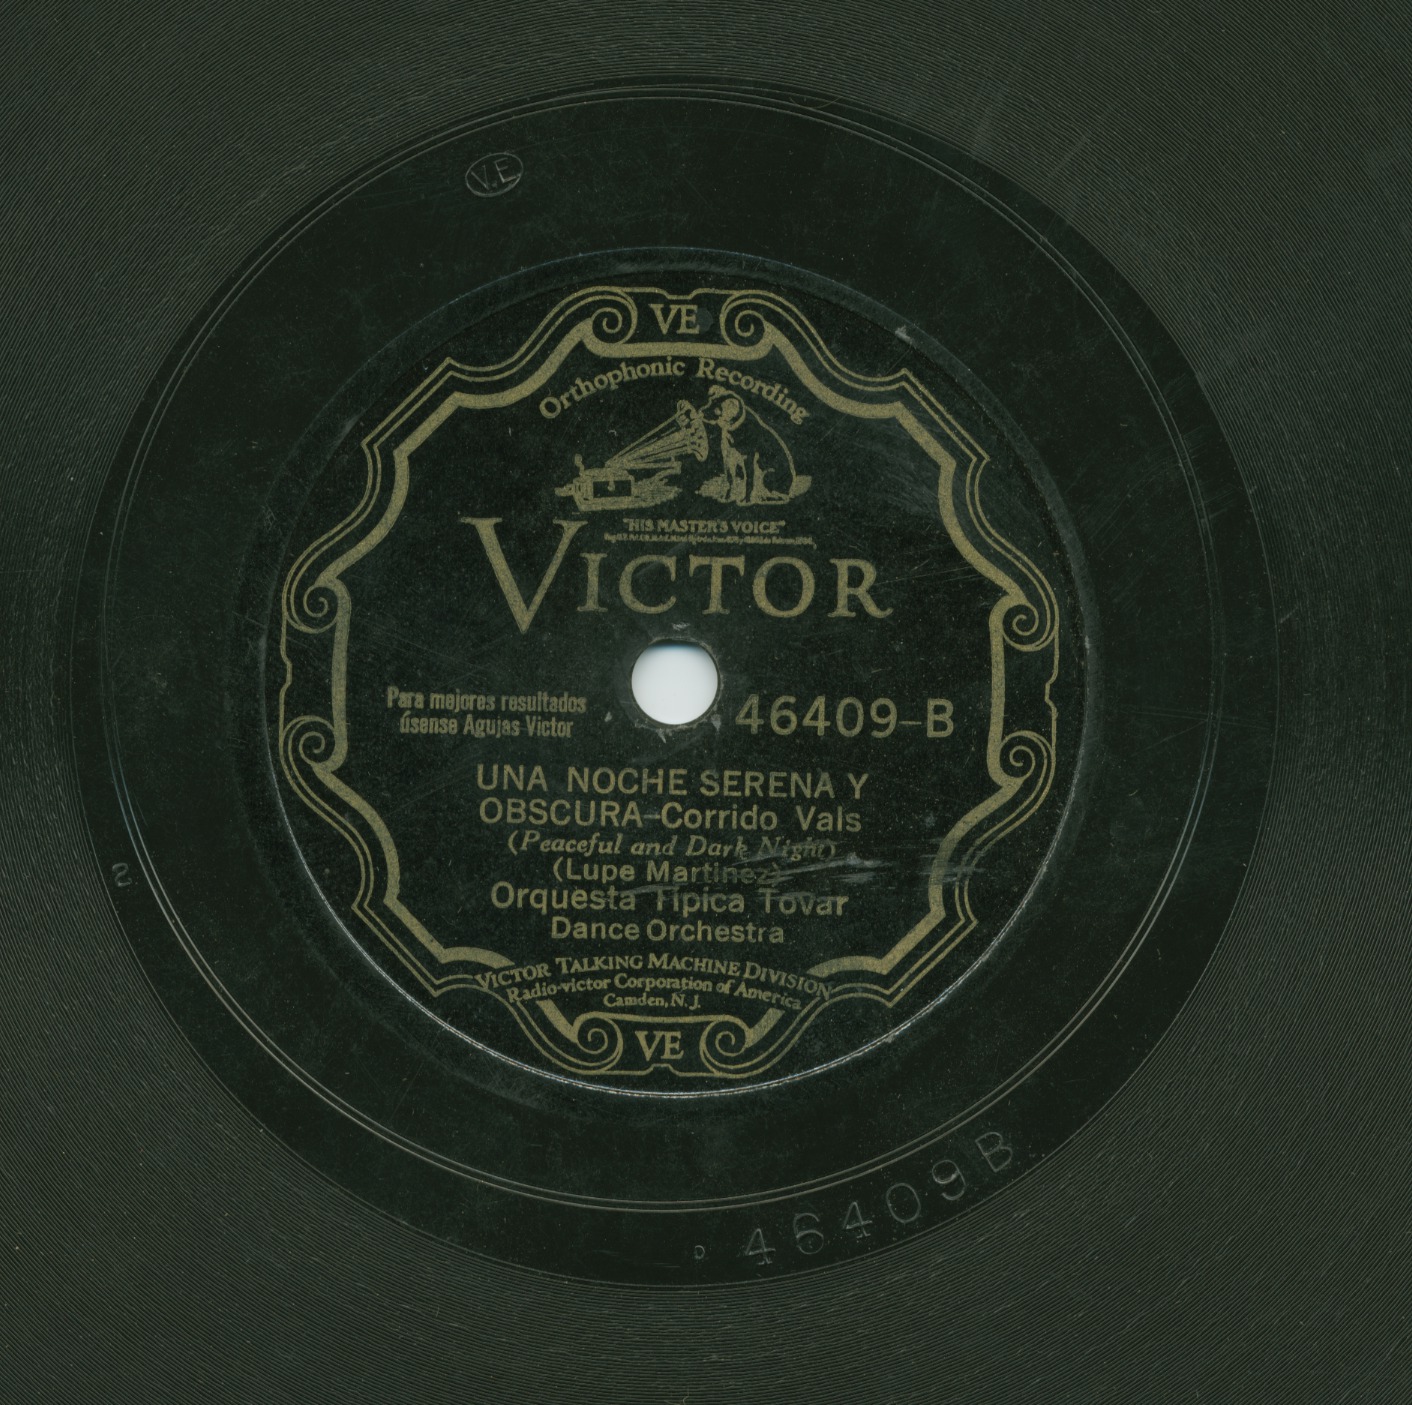 V.E
VE
Orthophonic Recording
"HIS MASTER'S VOICE"
VICTOR
Para mejores resultados
úsense Agujas Victor
46409-B
UNA NOCHE SERENA Y
OBSCURA-Corrido Vals
(Peaceful and Dark Night)
(Lupe Martinez)
Orquesta Tipica Tovar
Dance Orchestra
VICTOR TALKING MACHINE DIVISION
Radio-victor Corporation of America
Camden, N. J.
VE
2
46409B